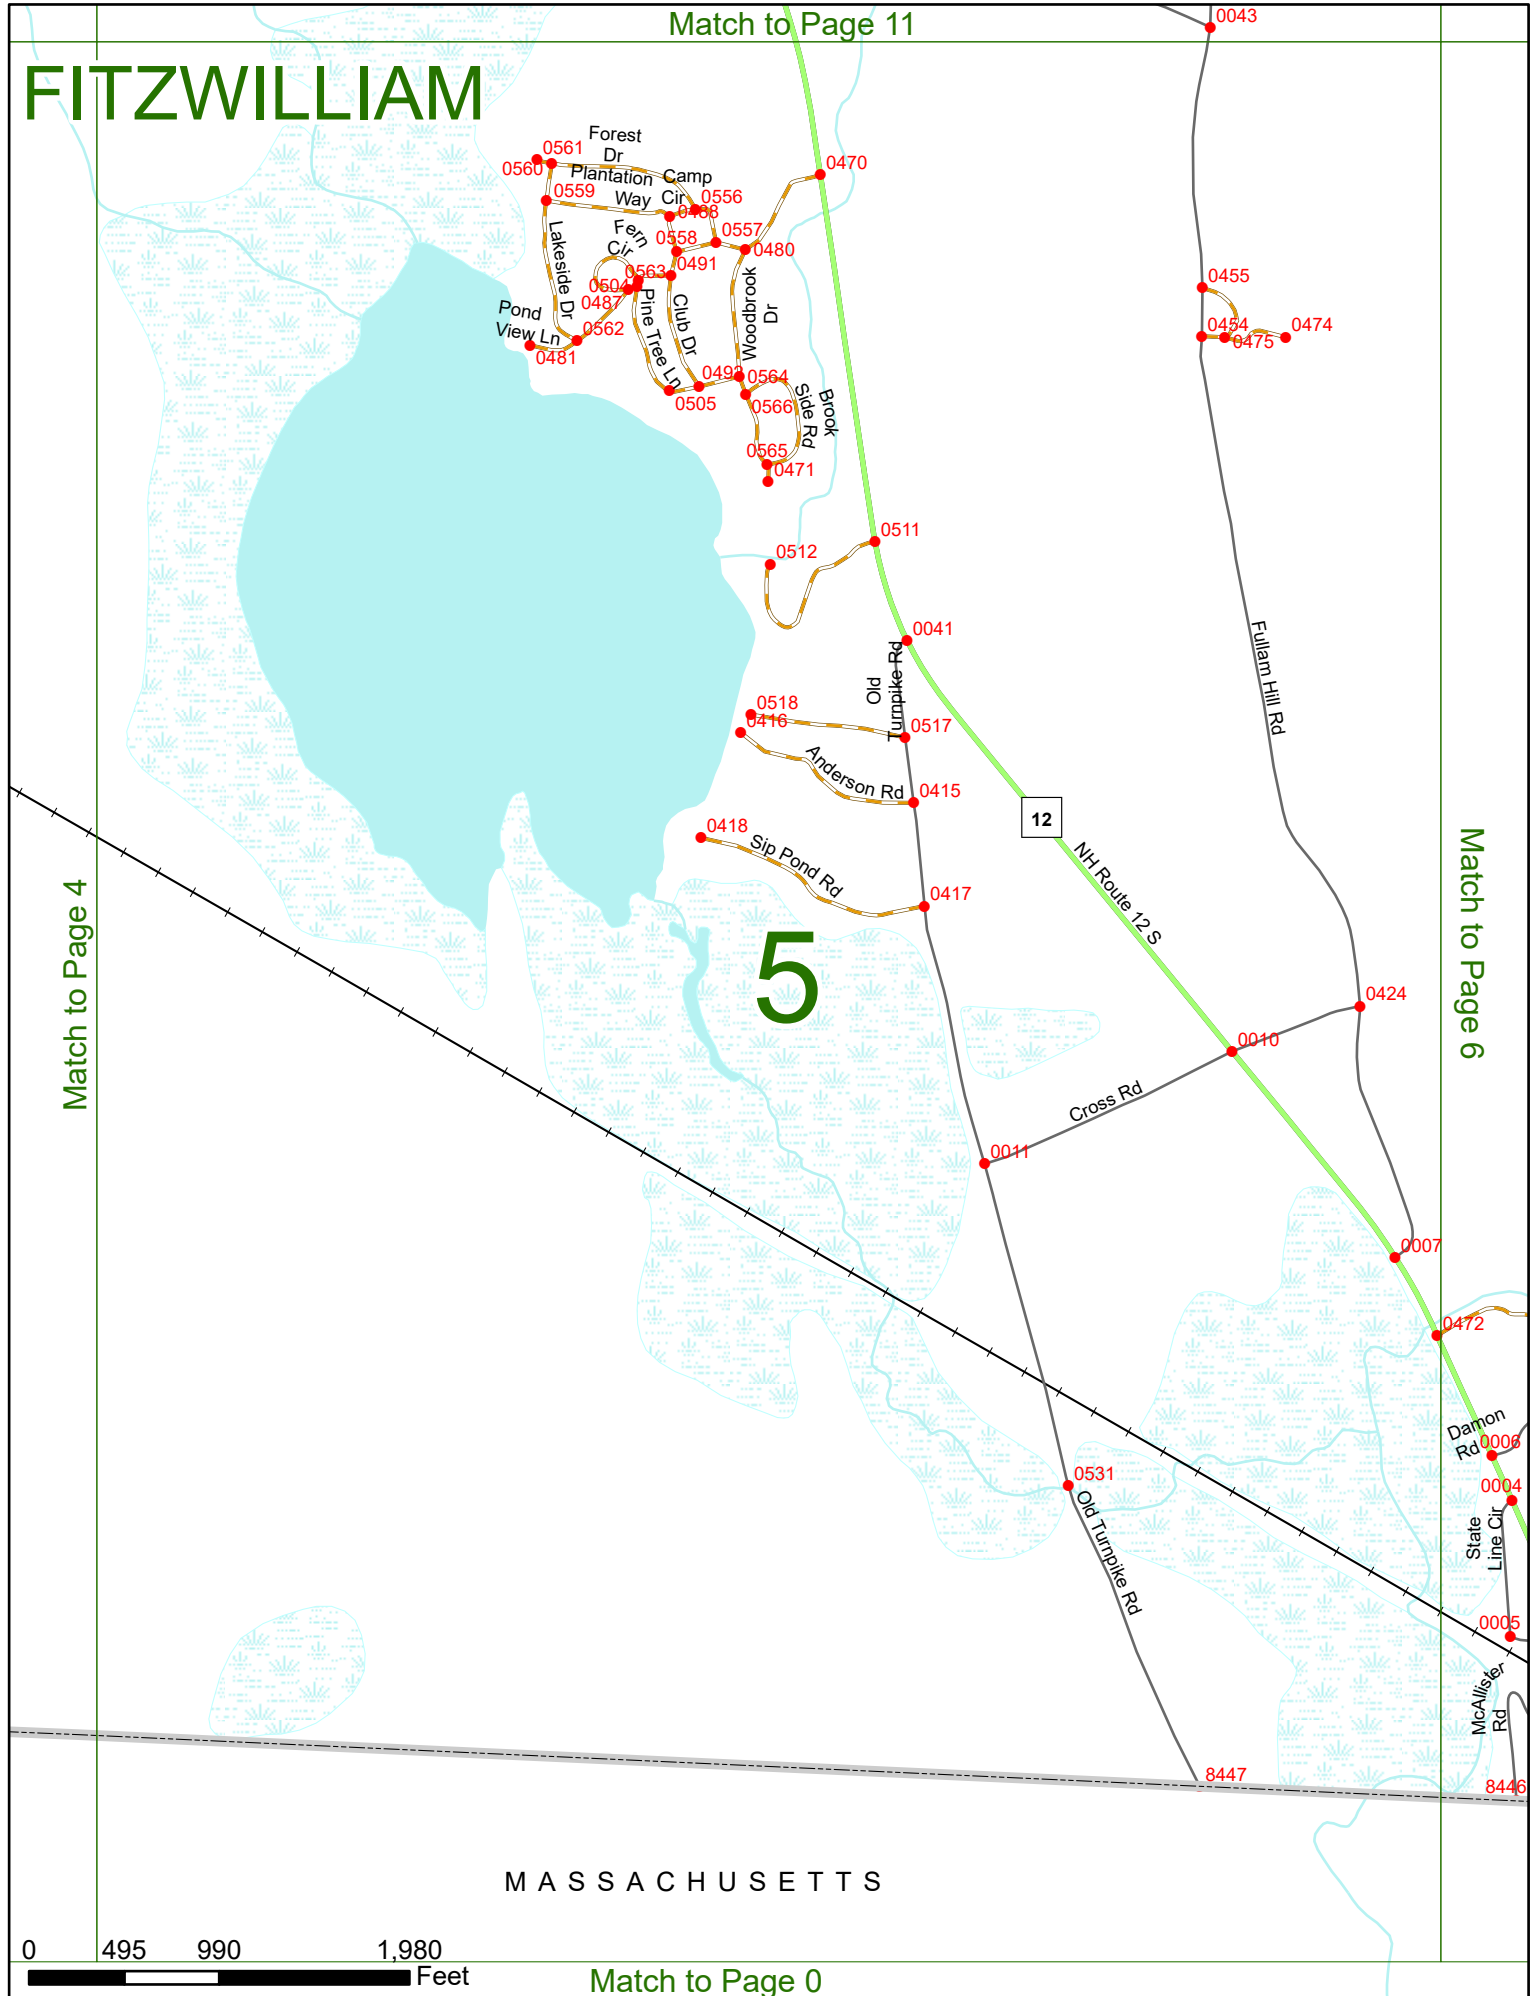 Match to Page 11
0043
FITZWILLIAM
Forest
Dr
0561
0560
Plantation
Way
Camp
Cir
0470
0559
0556
0488
Fern
Cir
0558
0557
0480
0491
Lakeside Dr
0563
0504
0487
Pine Tree Ln
Club Dr
Woodbrook
Dr
0455
Pond
View Ln
0562
0481
0454
0475
0474
0492
0564
0505
0566
Brook
Side Rd
0565
0471
0511
0512
0041
Old
Turnpike Rd
Fullam Hill Rd
0518
0416
0517
Anderson Rd
0415
12
0418
Sip Pond Rd
NH Route 12 S
0417
Match to Page 4
Match to Page 6
5
0424
0010
Cross Rd
0011
0007
0472
Damon
Rd
0006
0531
0004
Old Turnpike Rd
State
Line Cir
0005
McAllister
Rd
8447
8446
MASSACHUSETTS
0 495 990 1,980
Feet
Match to Page 0